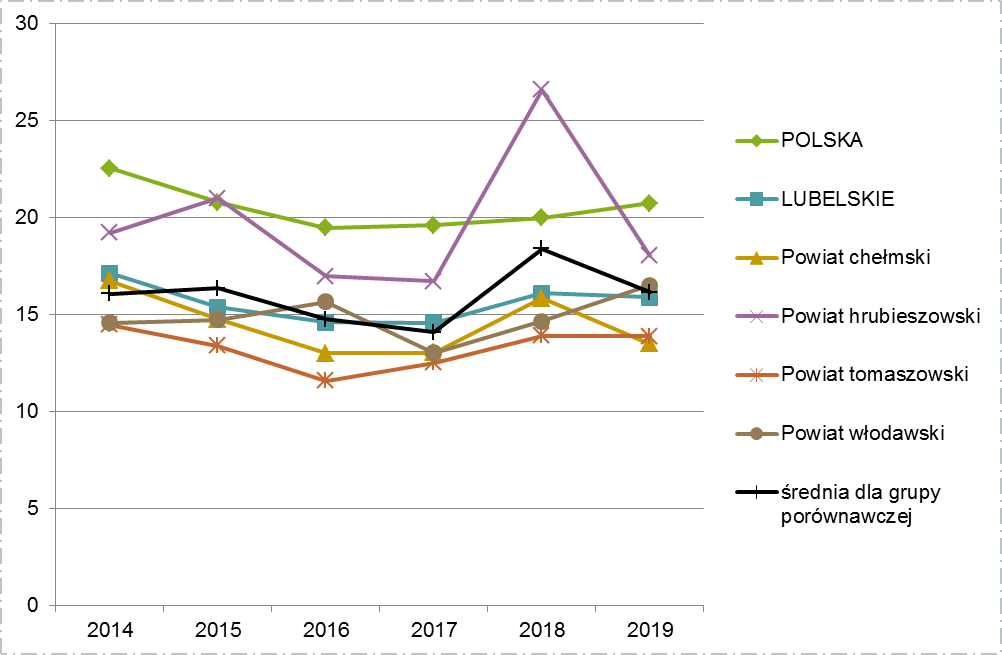 30
25
20
15
10
5
0
2014 2015 2016 2017 2018 2019
POLSKA
LUBELSKIE
Powiat chełmski
Powiat hrubieszowski
Powiat tomaszowski
Powiat włodawski
średnia dla grupy
porównawczej